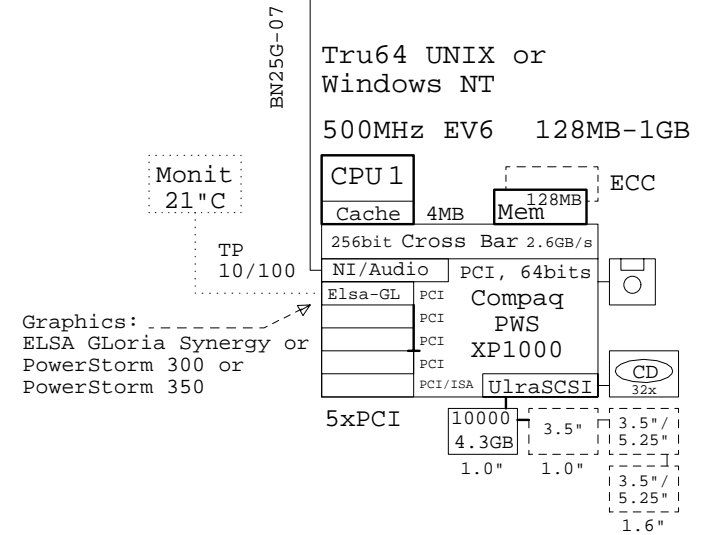 BN25G-07
Tru64 UNIX or
Windows NT
500MHz EV6 128MB-1GB
Monit
21"C
CPU 1
Cache
4MB
128MB
Mem
ECC
256bit Cross Bar 2.6GB/s
TP
10/100
NI/Audio
PCI, 64bits
Elsa-GL
PCI
PCI
PCI
PCI
PCI/ISA
Compaq
PWS
XP1000
Graphics:
ELSA GLoria Synergy or
PowerStorm 300 or
PowerStorm 350
UlraSCSI
CD
32x
5xPCI
10000
4.3GB
1.0"
3.5"
1.0"
3.5"/
5.25"
3.5"/
5.25"
1.6"